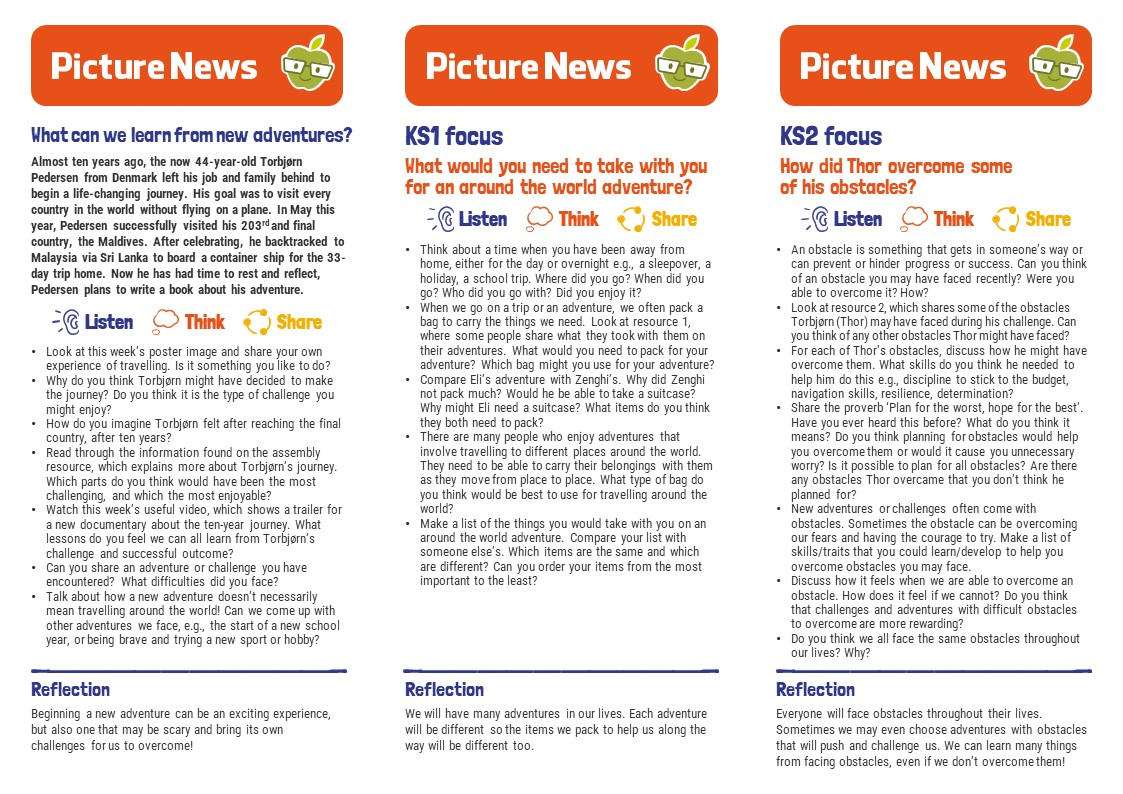 Picture News
What can we learn from new adventures?
Almost ten years ago, the now 44-year-old Torbjørn
Pedersen from Denmark left his job and family behind to
begin a life-changing journey. His goal was to visit every
country in the world without flying on a plane. In May this
year, Pedersen successfully visited his 203rd and final
country, the Maldives. After celebrating, he backtracked to
Malaysia via Sri Lanka to board a container ship for the 33-
day trip home. Now he has had time to rest and reflect,
Pedersen plans to write a book about his adventure.
Listen Think Share
• Look at this week's poster image and share your own
experience of travelling. Is it something you like to do?
• Why do you think Torbjørn might have decided to make
the journey? Do you think it is the type of challenge you
might enjoy?
• How do you imagine Torbjørn felt after reaching the final
country, after ten years?
• Read through the information found on the assembly
resource, which explains more about Torbjørn's journey.
Which parts do you think would have been the most
challenging, and which the most enjoyable?
• Watch this week's useful video, which shows a trailer for
a new documentary about the ten-year journey. What
lessons do you feel we can all learn from Torbjørn's
challenge and successful outcome?
• Can you share an adventure or challenge you have
encountered? What difficulties did you face?
• Talk about how a new adventure doesn't necessarily
mean travelling around the world! Can we come up with
other adventures we face, e.g., the start of a new school
year, or being brave and trying a new sport or hobby?
Reflection
Beginning a new adventure can be an exciting experience,
but also one that may be scary and bring its own
challenges for us to overcome!
Picture News
KS1 focus
What would you need to take with you
for an around the world adventure?
Listen Think Share
• Think about a time when you have been away from
home, either for the day or overnight e.g., a sleepover, a
holiday, a school trip. Where did you go? When did you
go? Who did you go with? Did you enjoy it?
• When we go on a trip or an adventure, we often pack a
bag to carry the things we need. Look at resource 1,
where some people share what they took with them on
their adventures. What would you need to pack for your
adventure? Which bag might you use for your adventure?
• Compare Eli's adventure with Zenghi's. Why did Zenghi
not pack much? Would he be able to take a suitcase?
Why might Eli need a suitcase? What items do you think
they both need to pack?
• There are many people who enjoy adventures that
involve travelling to different places around the world.
They need to be able to carry their belongings with them
as they move from place to place. What type of bag do
you think would be best to use for travelling around the
world?
• Make a list of the things you would take with you on an
around the world adventure. Compare your list with
someone else's. Which items are the same and which
are different? Can you order your items from the most
important to the least?
Reflection
We will have many adventures in our lives. Each adventure
will be different so the items we pack to help us along the
way will be different too.
Picture News
KS2 focus
How did Thor overcome some
of his obstacles?
Listen Think Share
• An obstacle is something that gets in someone's way or
can prevent or hinder progress or success. Can you think
of an obstacle you may have faced recently? Were you
able to overcome it? How?
• Look at resource 2, which shares some of the obstacles
Torbjørn (Thor) may have faced during his challenge. Can
you think of any other obstacles Thor might have faced?
• For each of Thor's obstacles, discuss how he might have
overcome them. What skills do you think he needed to
help him do this e.g., discipline to stick to the budget,
navigation skills, resilience, determination?
• Share the proverb 'Plan for the worst, hope for the best'.
Have you ever heard this before? What do you think it
means? Do you think planning for obstacles would help
you overcome them or would it cause you unnecessary
worry? Is it possible to plan for all obstacles? Are there
any obstacles Thor overcame that you don't think he
planned for?
• New adventures or challenges often come with
obstacles. Sometimes the obstacle can be overcoming
our fears and having the courage to try. Make a list of
skills/traits that you could learn/develop to help you
overcome obstacles you may face.
• Discuss how it feels when we are able to overcome an
obstacle. How does it feel if we cannot? Do you think
that challenges and adventures with difficult obstacles
to overcome are more rewarding?
• Do you think we all face the same obstacles throughout
our lives? Why?
Reflection
Everyone will face obstacles throughout their lives.
Sometimes we may even choose adventures with obstacles
that will push and challenge us. We can learn many things
from facing obstacles, even if we don't overcome them!